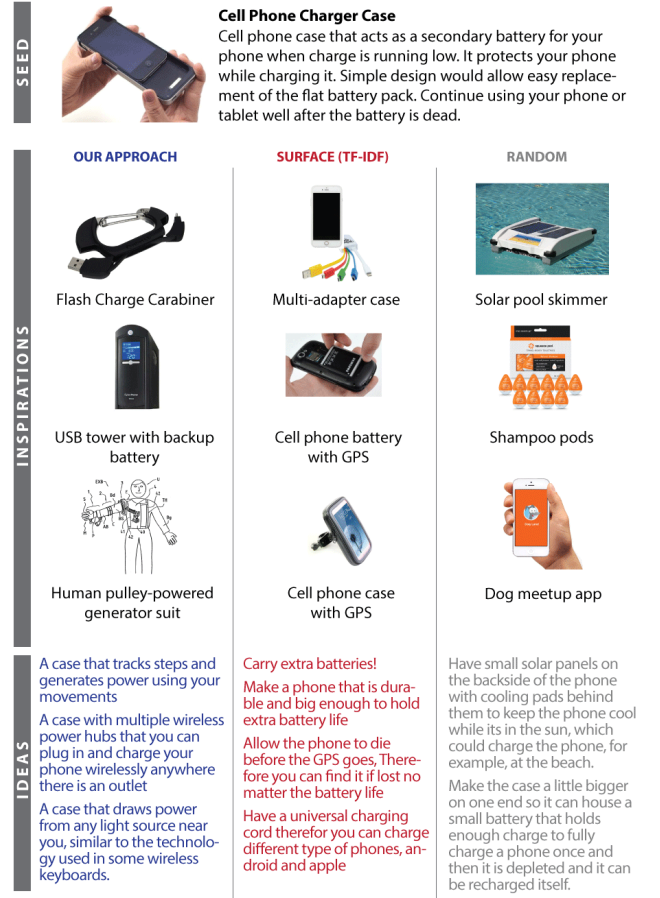 SEED
Cell Phone Charger Case
Cell phone case that acts as a secondary battery for your
phone when charge is running low. It protects your phone
while charging it. Simple design would allow easy replace-
ment of the flat battery pack. Continue using your phone or
tablet well after the battery is dead.
INSPIRATIONS
OUR APPROACH
Flash Charge Carabiner
USB tower with backup
battery
Human pulley-powered
generator suit
SURFACE (TF-IDF)
Multi-adapter case
Cell phone battery
with GPS
Cell phone case
with GPS
RANDOM
Solar pool skimmer
Shampoo pods
Dog meetup app
IDEAS
A case that tracks steps and
generates power using your
movements
A case with multiple wireless
power hubs that you can
plug in and charge your
phone wirelessly anywhere
there is an outlet
A case that draws power
from any light source near
you, similar to the technolo-
gy used in some wireless
keyboards.
Carry extra batteries!
Make a phone that is dura-
ble and big enough to hold
extra battery life
Allow the phone to die
before the GPS goes, There-
fore you can find it if lost no
matter the battery life
Have a universal charging
cord therefor you can charge
different type of phones, an-
droid and apple
Have small solar panels on
the backside of the phone
with cooling pads behind
them to keep the phone cool
while its in the sun, which
could charge the phone, for
example, at the beach.
Make the case a little bigger
on one end so it can house a
small battery that holds
enough charge to fully
charge a phone once and
then it is depleted and it can
be recharged itself.